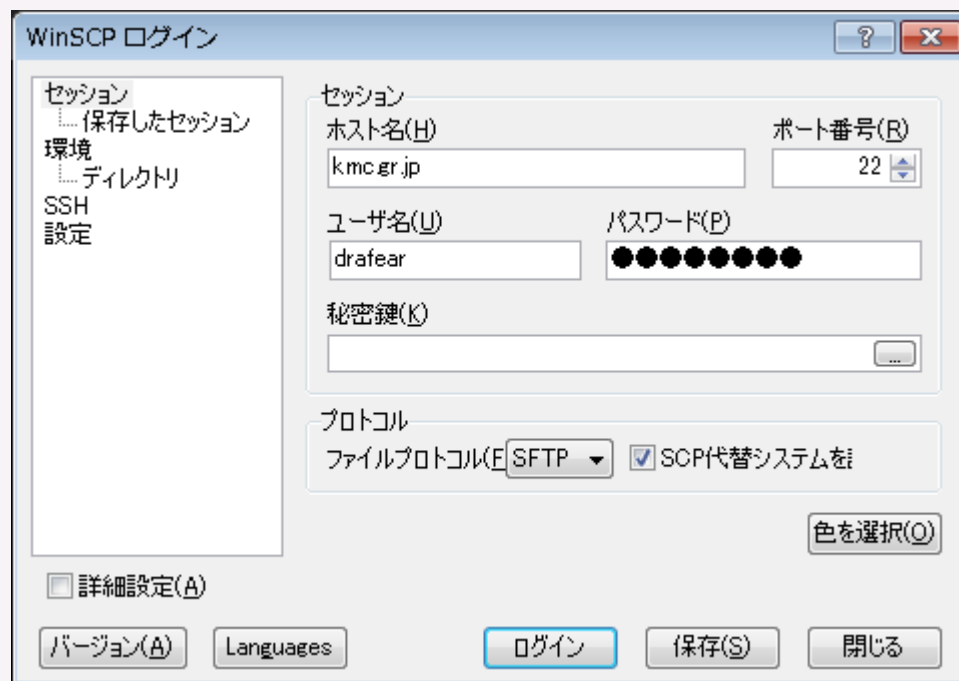 WinSCP ログイン
セッション
保存したセッション
環境
ディレクトリ
SSH
設定
セッション
ホスト名(H)
ポート番号(R)
kmc.gr.jp
22
ユーザ名(U)
パスワード(P)
drafear
●●●●●●●●
秘密鍵(K)
...
プロトコル
ファイルプロトコル(F
SFTP
SCP代替システムを
色を選択(O)
詳細設定(A)
バージョン(A)
Languages
ログイン
保存(S)
閉じる